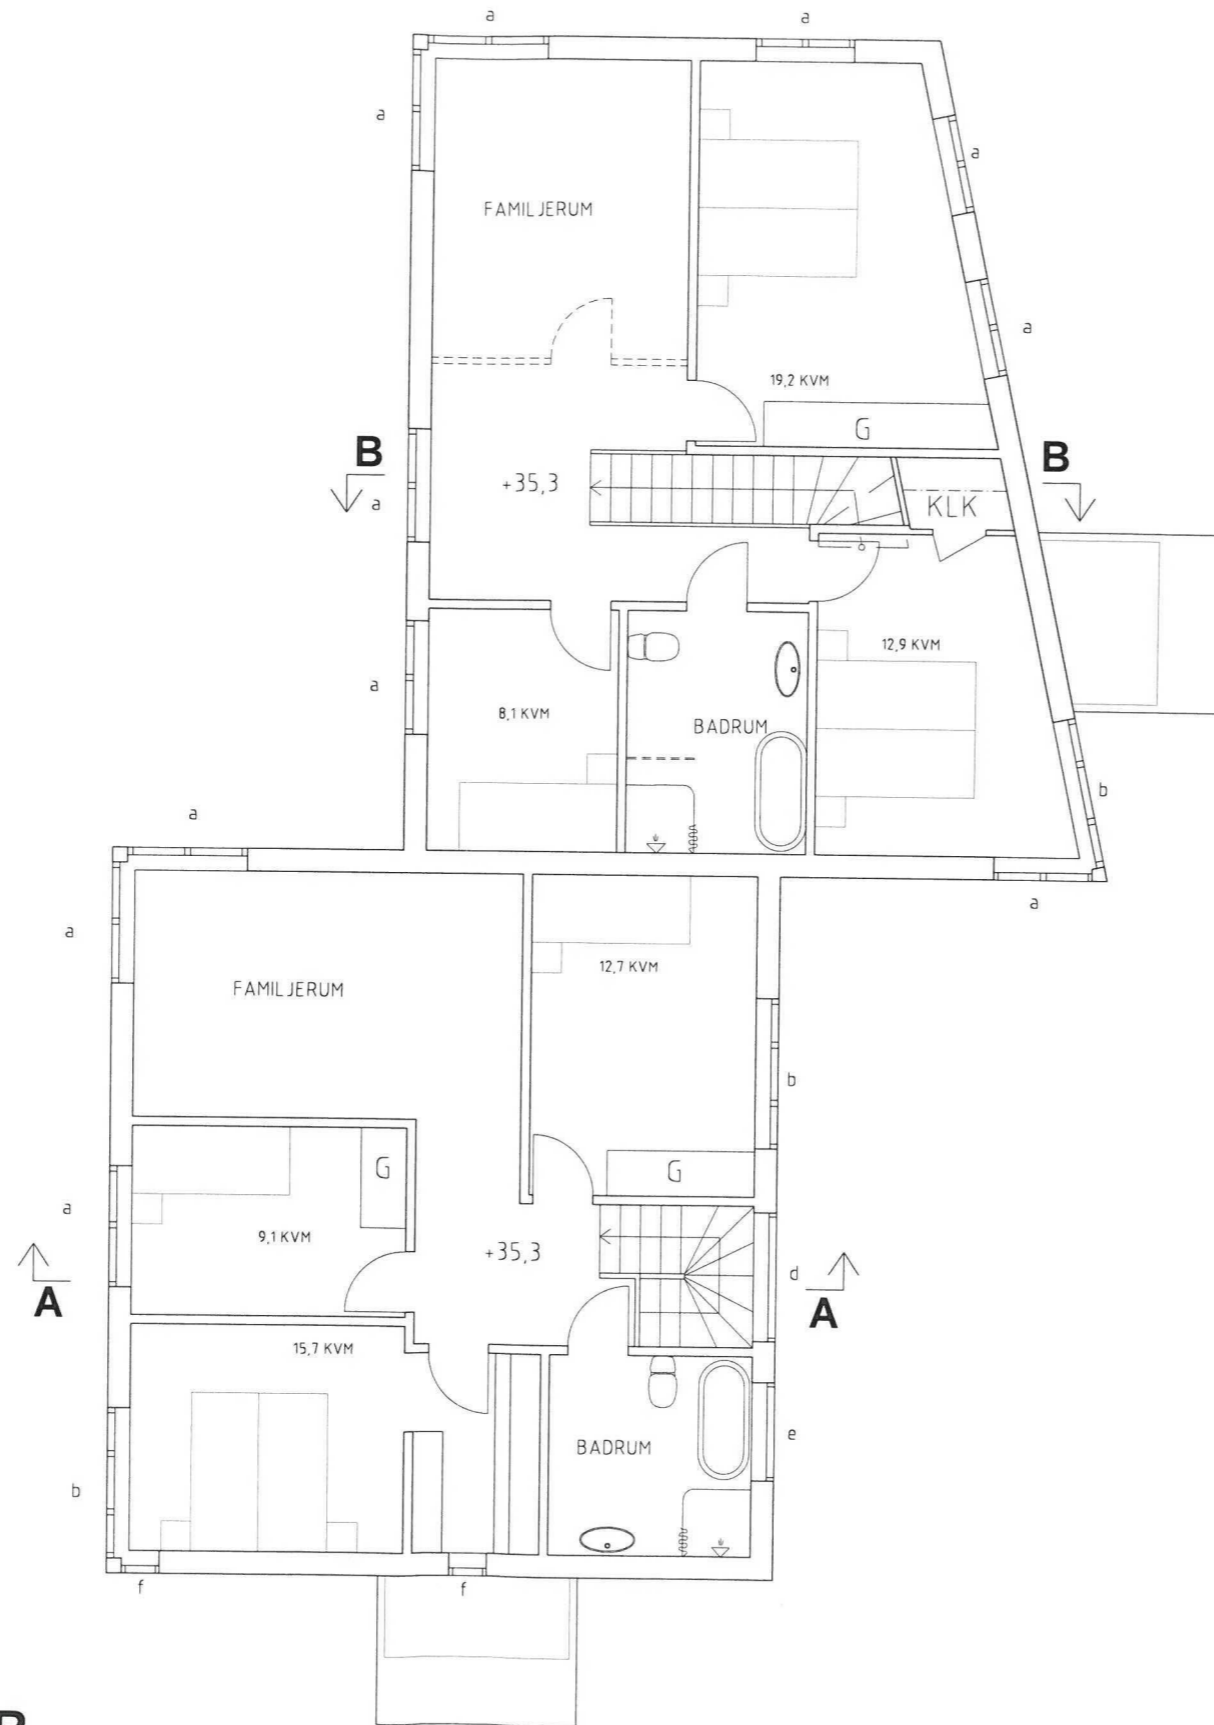 a
a
a
a
FAMILJERUM
a
19,2 KVM
G
B
B
a
+35,3
KLK
12,9 KVM
a
8,1 KVM
BADRUM
b
a
a
a
12,7 KVM
FAMILJERUM
b
G
G
a
9,1 KVM
+35,3
d
A
A
15,7 KVM
e
BADRUM
b
f
f